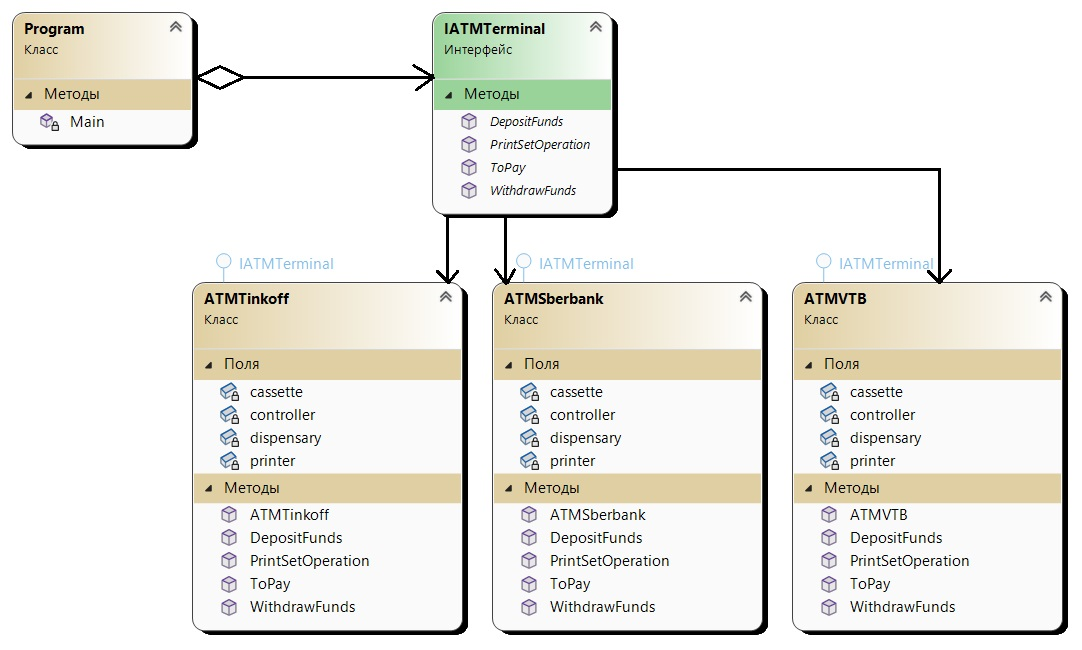 Program
Класс
Методы
Main
IATMTerminal
Интерфейс
Методы
DepositFunds
PrintSetOperation
ToPay
WithdrawFunds
IATMTerminal
ATMTinkoff
Класс
Поля
cassette
controller
dispensary
printer
Методы
ATMTinkoff
DepositFunds
PrintSetOperation
ToPay
WithdrawFunds
IATMTerminal
ATMSberbank
Класс
Поля
cassette
controller
dispensary
printer
Методы
ATMSberbank
DepositFunds
PrintSetOperation
ToPay
WithdrawFunds
IATMTerminal
ATMVTB
Класс
Поля
cassette
controller
dispensary
printer
Методы
ATMVTB
DepositFunds
PrintSetOperation
ToPay
WithdrawFunds